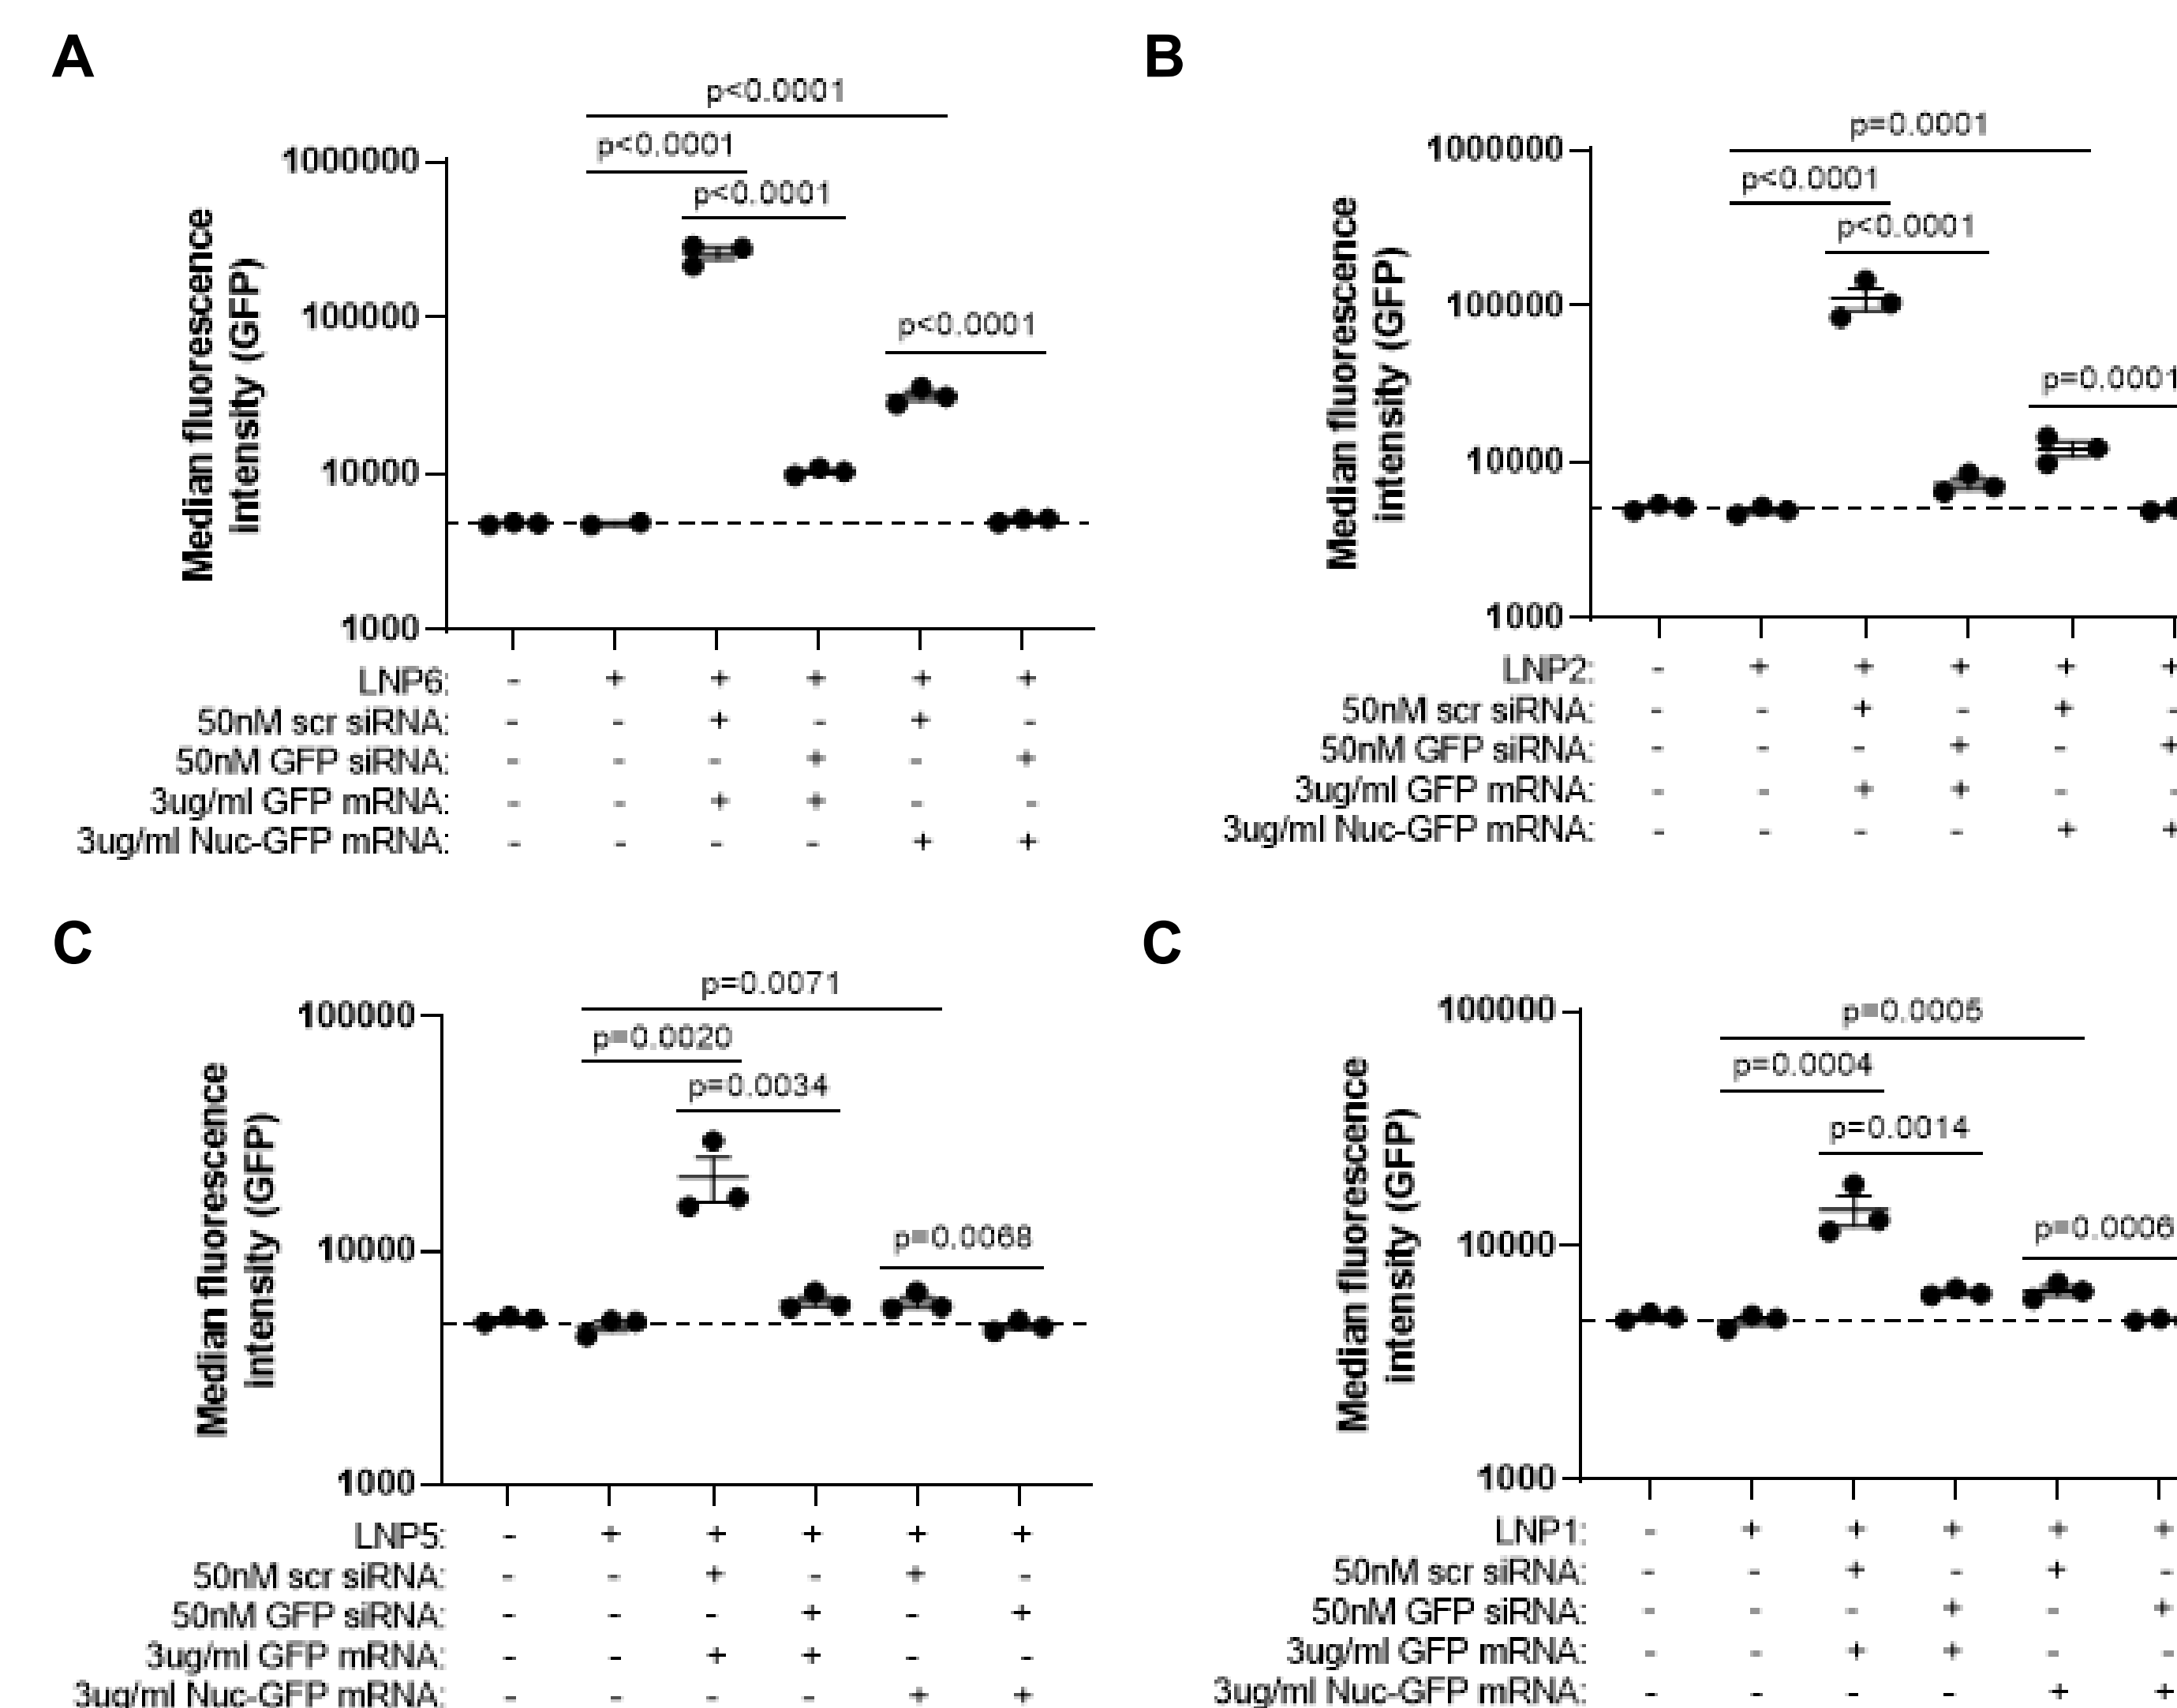 A
p<0.0001
p<0.0001
p<0.0001
p<0.0001
1000000
100000
10000
1000
Median fluorescence
intensity (GFP)
LNP6: - + + + + +
50nM scr siRNA: - - + - + -
50nM GFP siRNA: - - - + - +
3ug/ml GFP mRNA: - - + + - -
3ug/ml Nuc-GFP mRNA: - - - - + +
B
p=0.0001
p<0.0001
p<0.0001
p=0.0001
1000000
100000
10000
1000
Median fluorescence
intensity (GFP)
LNP2: - + + + + +
50nM scr siRNA: - - + - + -
50nM GFP siRNA: - - - + - +
3ug/ml GFP mRNA: - - + + - -
3ug/ml Nuc-GFP mRNA: - - - - + +
C
p=0.0071
p=0.0020
p=0.0034
p=0.0068
100000
10000
1000
Median fluorescence
intensity (GFP)
LNP5: - + + + + +
50nM scr siRNA: - - + - + -
50nM GFP siRNA: - - - + - +
3ug/ml GFP mRNA: - - + + - -
3ug/ml Nuc-GFP mRNA: - - - - + +
C
p=0.0005
p=0.0004
p=0.0014
p=0.0006
100000
10000
1000
Median fluorescence
intensity (GFP)
LNP1: - + + + + +
50nM scr siRNA: - - + - + -
50nM GFP siRNA: - - - + - +
3ug/ml GFP mRNA: - - + + - -
3ug/ml Nuc-GFP mRNA: - - - - + +